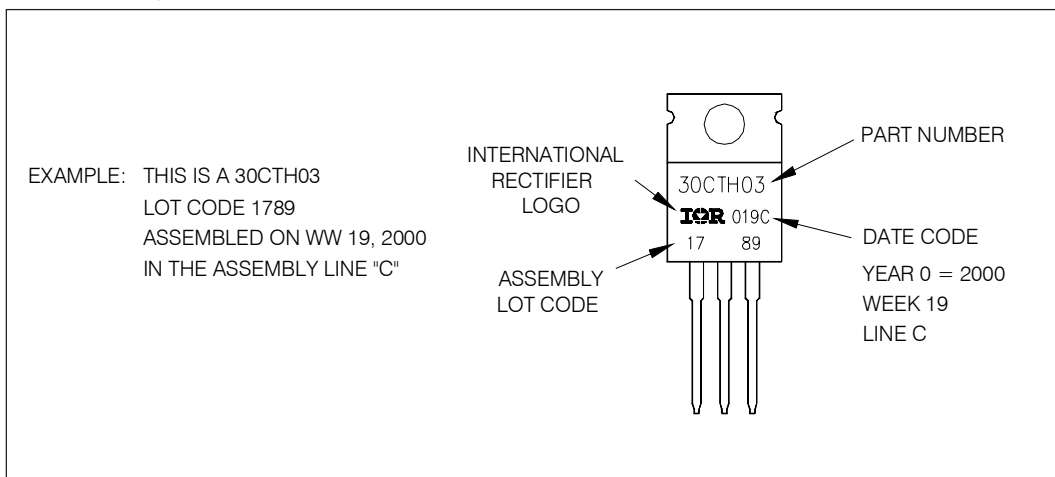 EXAMPLE: THIS IS A 30CTH03
LOT CODE 1789
ASSEMBLED ON WW 19, 2000
IN THE ASSEMBLY LINE "C"
INTERNATIONAL
RECTIFIER
LOGO
ASSEMBLY
LOT CODE
30CTH03
IOR 019C
17 89
PART NUMBER
DATE CODE
YEAR 0 = 2000
WEEK 19
LINE C